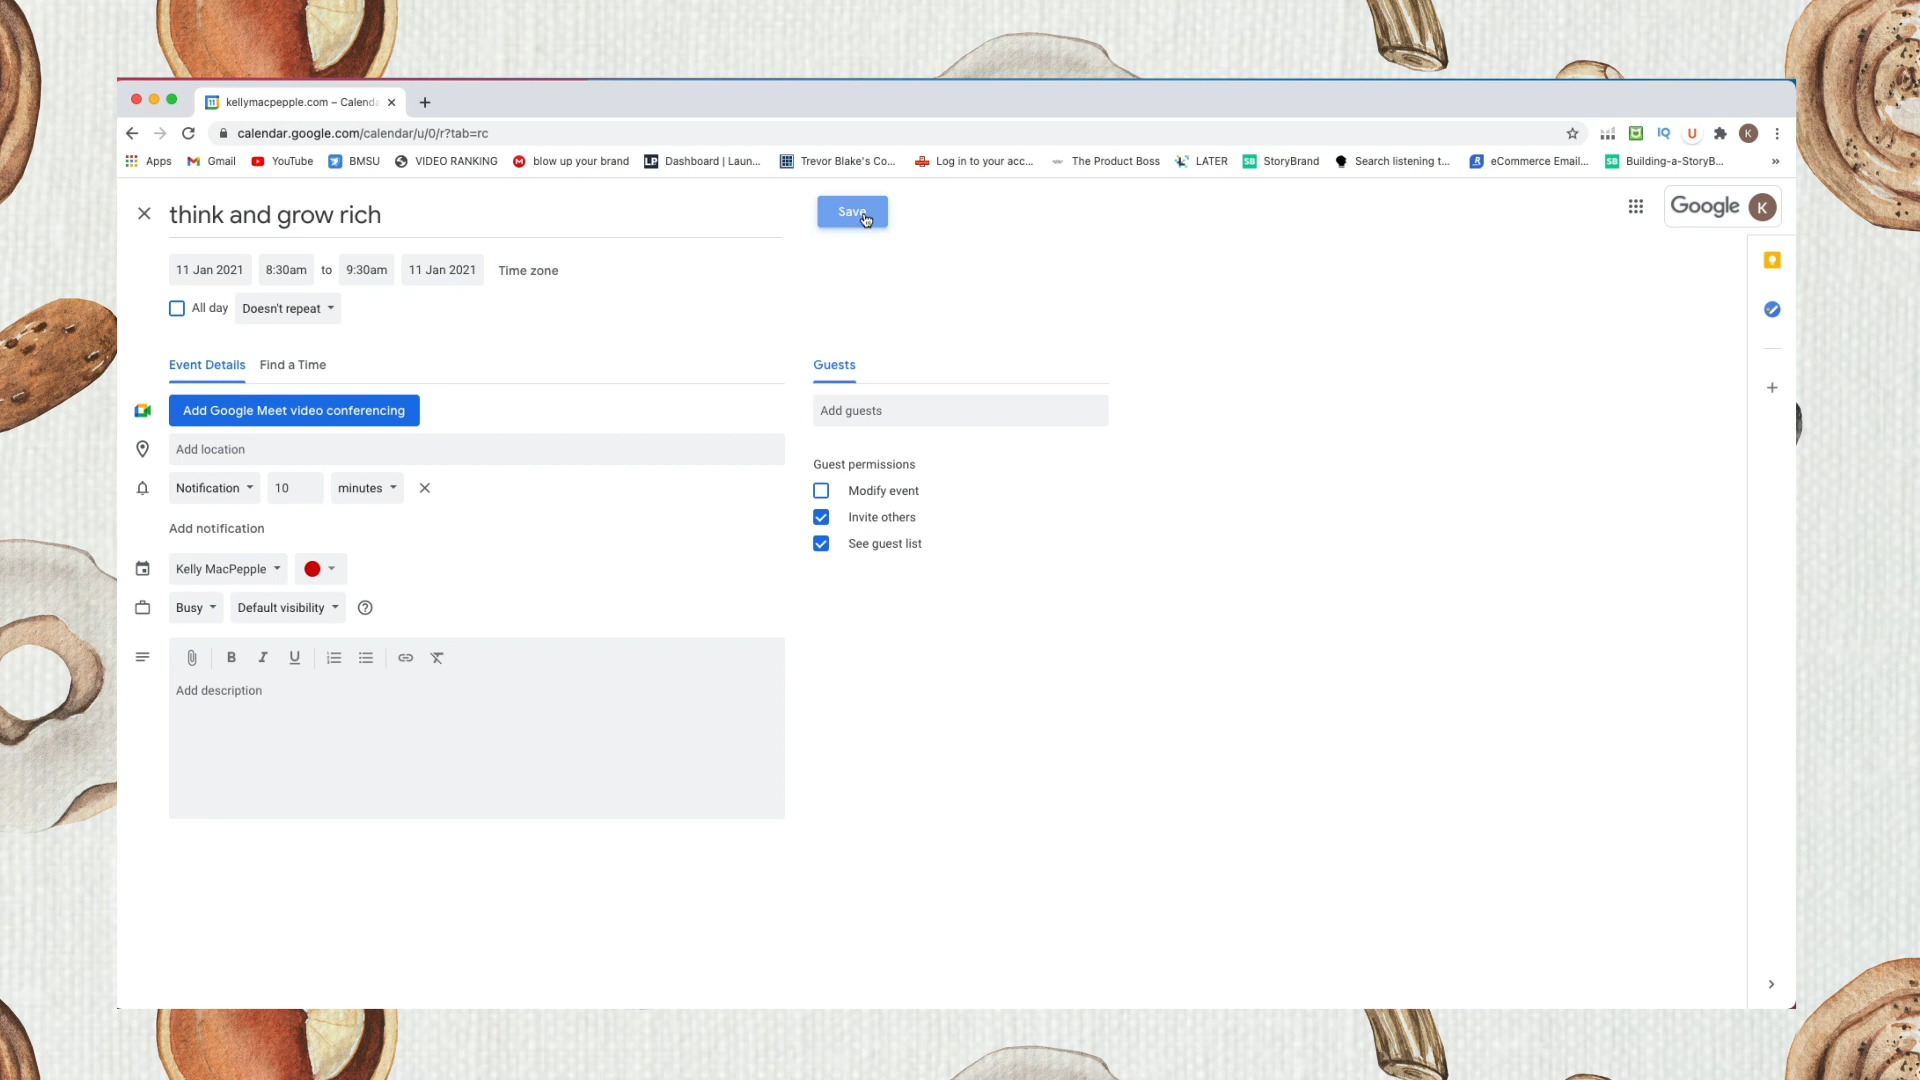 kellymacpepple.com – Calenda
calendar.google.com/calendar/u/0/r?tab=rc
IQ U K
Apps Gmail YouTube BMSU VIDEO RANKING blow up your brand LP Dashboard | Laun... Trevor Blake's Co... Log in to your acc... The Product Boss LATER SB StoryBrand Search listening t... eCommerce Email... SB Building-a-StoryB... »
think and grow rich
Save
Google K
11 Jan 2021 8:30am to 9:30am 11 Jan 2021 Time zone
All day Doesn't repeat
Event Details Find a Time
Guests
Add Google Meet video conferencing
Add guests
Add location
Guest permissions
Notification 10 minutes
Modify event
Invite others
Add notification
See guest list
Kelly MacPepple
Busy Default visibility
B I U
Add description